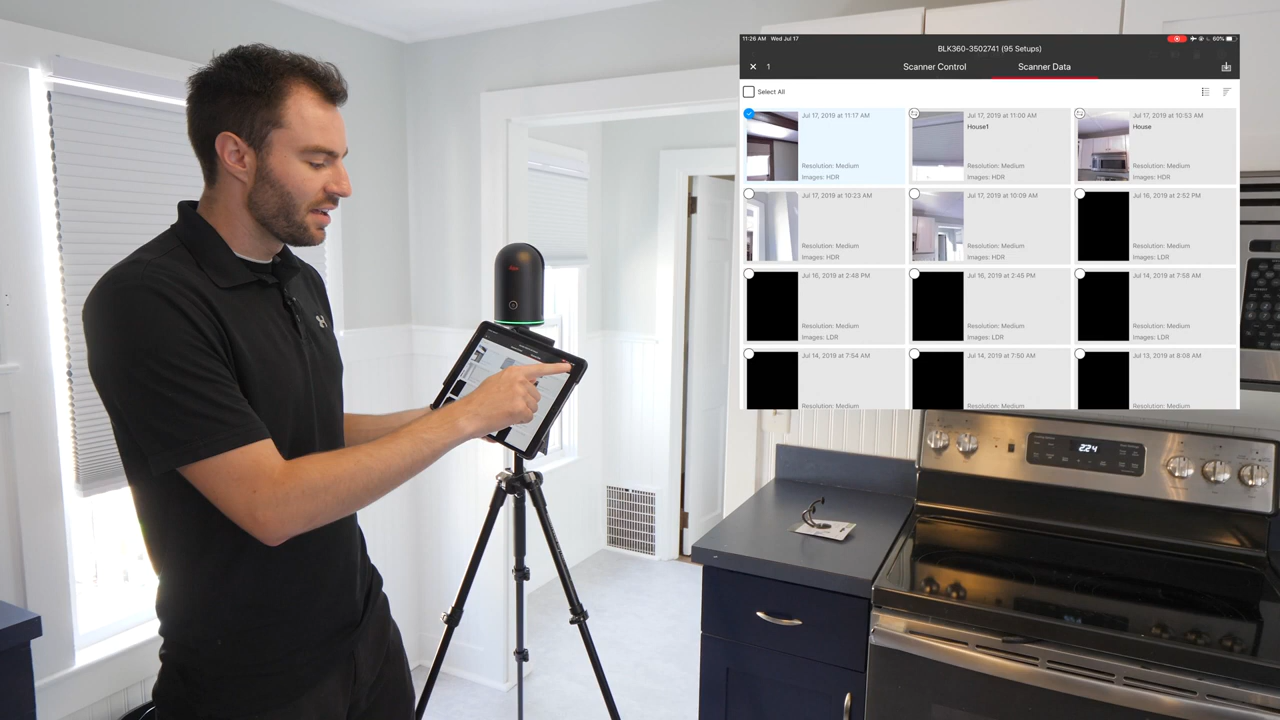 11:26 AM Wed Jul 17
60%
BLK360-3502741 (95 Setups)
1 Scanner Control Scanner Data
Select All
Jul 17, 2019 at 11:17 AM
Resolution: Medium
Images: HDR
Jul 17, 2019 at 11:00 AM
House1
Resolution: Medium
Images: HDR
Jul 17, 2019 at 10:53 AM
House
Resolution: Medium
Images: HDR
Jul 17, 2019 at 10:23 AM
Resolution: Medium
Images: HDR
Jul 17, 2019 at 10:09 AM
Resolution: Medium
Images: HDR
Jul 16, 2019 at 2:52 PM
Resolution: Medium
Images: LDR
Jul 16, 2019 at 2:48 PM
Resolution: Medium
Images: LDR
Jul 16, 2019 at 2:45 PM
Resolution: Medium
Images: LDR
Jul 14, 2019 at 7:58 AM
Resolution: Medium
Images: LDR
Jul 14, 2019 at 7:54 AM
Resolution: Medium
Jul 14, 2019 at 7:50 AM
Resolution: Medium
Jul 13, 2019 at 8:08 AM
Resolution: Medium
Leica
2:24